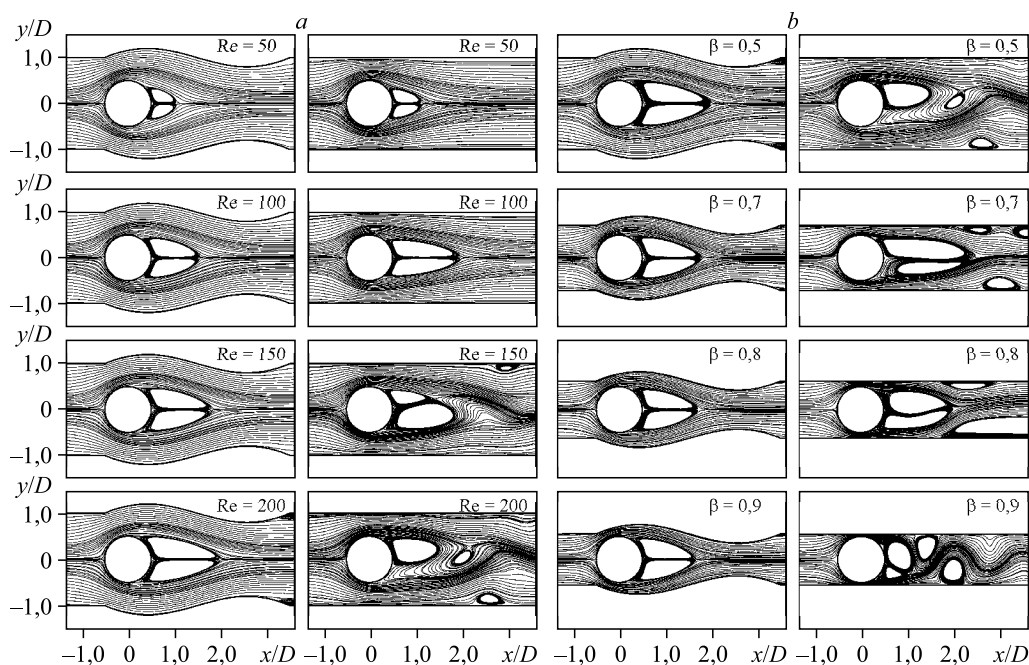 y/D a b
1,0 Re = 50 Re = 50 β = 0,5 β = 0,5
0
−1,0
y/D
1,0 Re = 100 Re = 100 β = 0,7 β = 0,7
0
−1,0
y/D
1,0 Re = 150 Re = 150 β = 0,8 β = 0,8
0
−1,0
y/D
1,0 Re = 200 Re = 200 β = 0,9 β = 0,9
0
−1,0
−1,0 0 1,0 2,0 x/D −1,0 0 1,0 2,0 x/D −1,0 0 1,0 2,0 x/D −1,0 0 1,0 2,0 x/D